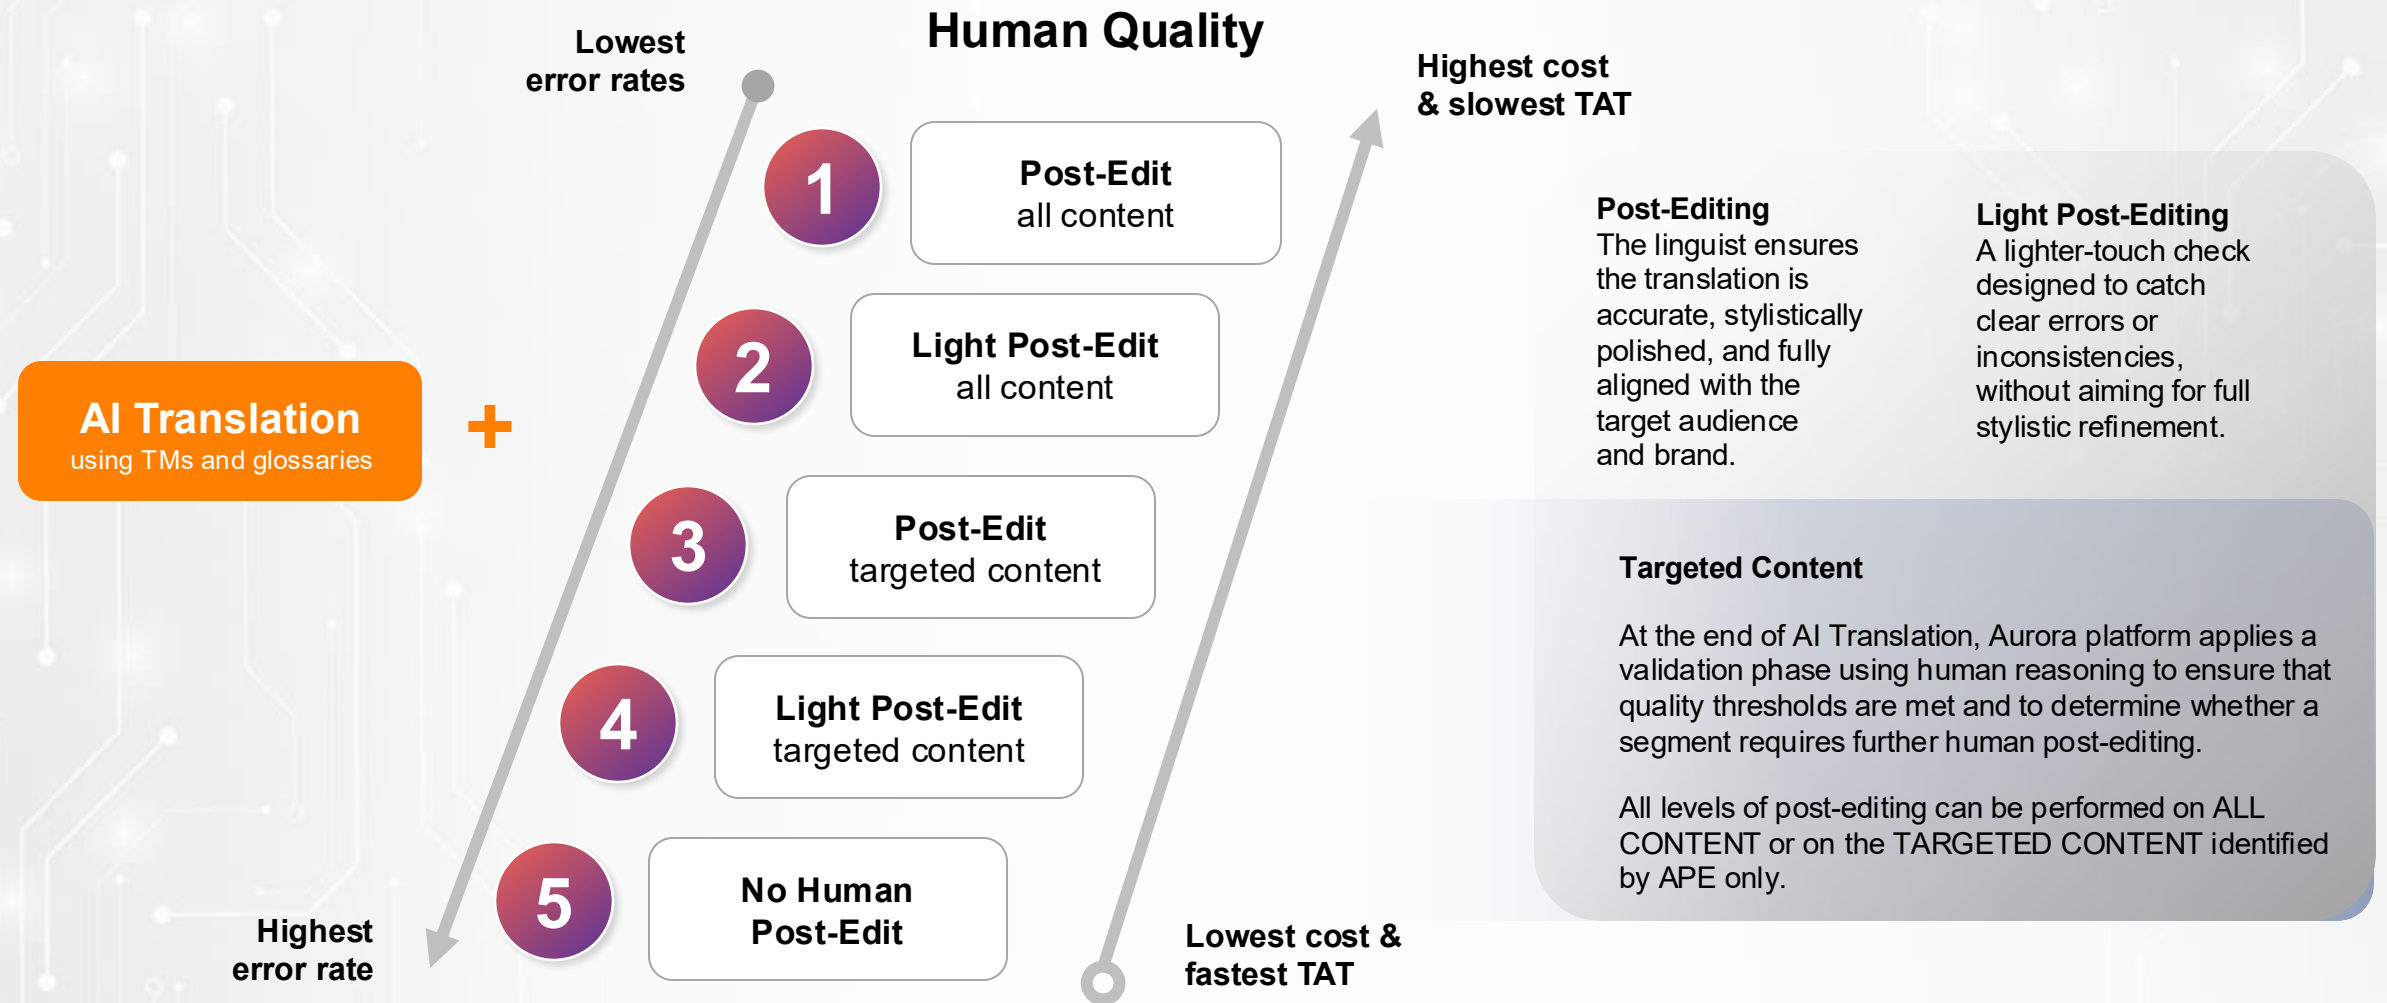 Human Quality
Lowest
error rates
Highest cost
& slowest TAT
AI Translation
using TMs and glossaries
+
1
Post-Edit
all content
2
Light Post-Edit
all content
3
Post-Edit
targeted content
4
Light Post-Edit
targeted content
5
No Human
Post-Edit
Highest
error rate
Lowest cost &
fastest TAT
Post-Editing
The linguist ensures
the translation is
accurate, stylistically
polished, and fully
aligned with the
target audience
and brand.
Light Post-Editing
A lighter-touch check
designed to catch
clear errors or
inconsistencies,
without aiming for full
stylistic refinement.
Targeted Content
At the end of AI Translation, Aurora platform applies a
validation phase using human reasoning to ensure that
quality thresholds are met and to determine whether a
segment requires further human post-editing.
All levels of post-editing can be performed on ALL
CONTENT or on the TARGETED CONTENT identified
by APE only.